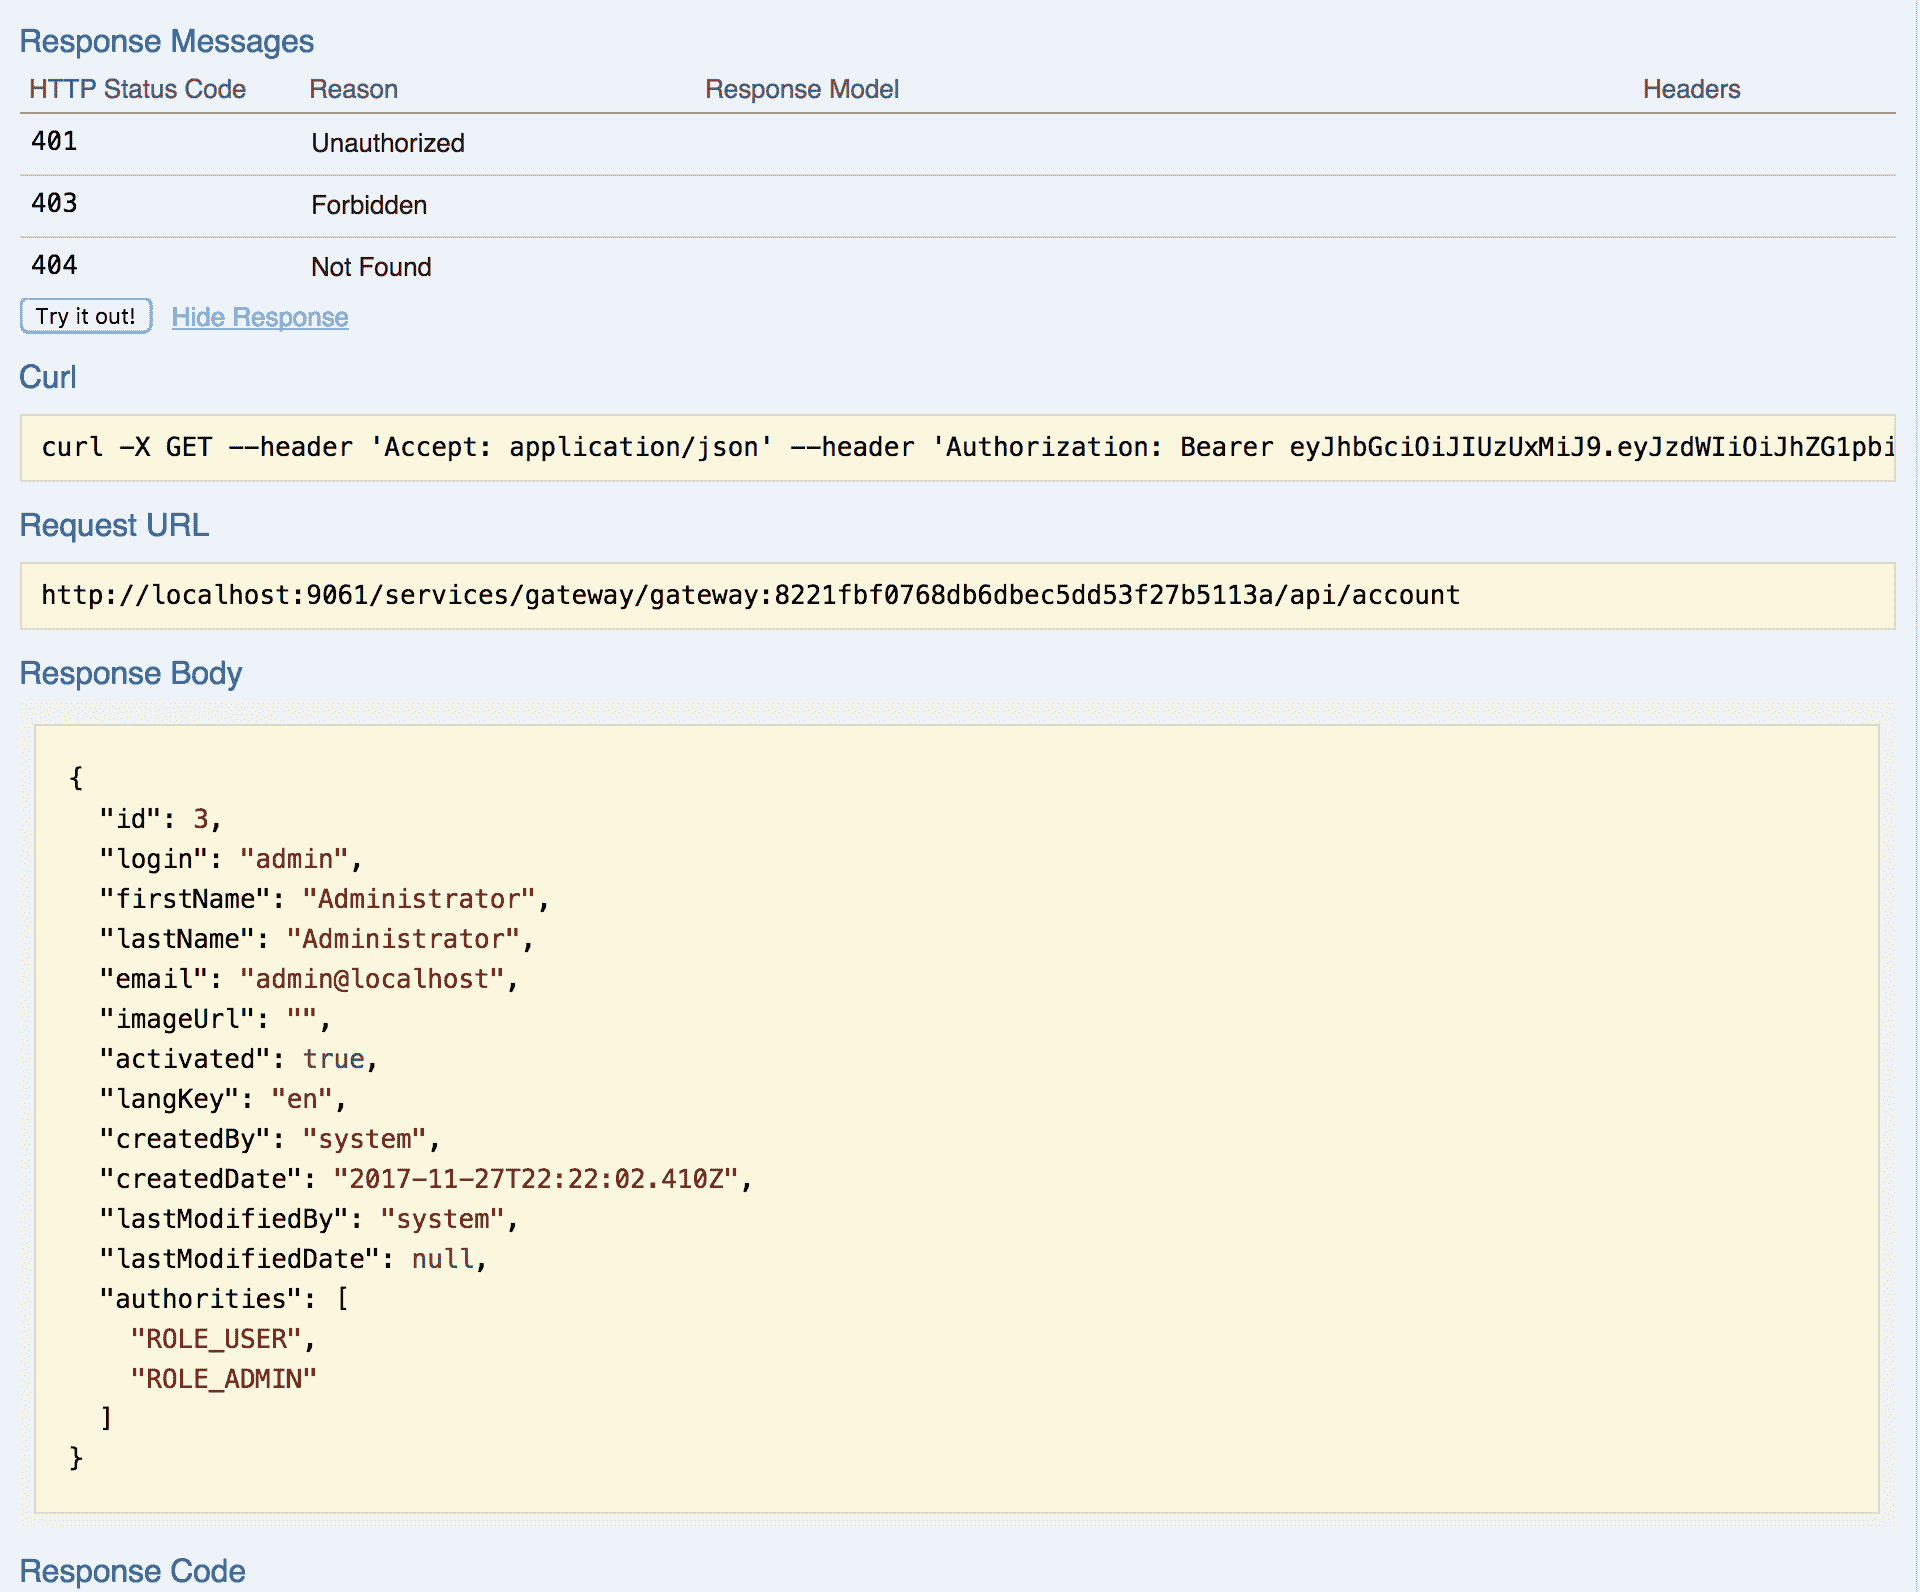 Response Messages
HTTP Status Code Reason Response Model Headers
401 Unauthorized
403 Forbidden
404 Not Found
Try it out! Hide Response
Curl
curl -X GET --header 'Accept: application/json' --header 'Authorization: Bearer eyJhbGciOiJIUzUxMiJ9.eyJzdWIiOiJhZG1pbi
Request URL
http://localhost:9061/services/gateway/gateway:8221fbf0768db6dbec5dd53f27b5113a/api/account
Response Body
{
  "id": 3,
  "login": "admin",
  "firstName": "Administrator",
  "lastName": "Administrator",
  "email": "admin@localhost",
  "imageUrl": "",
  "activated": true,
  "langKey": "en",
  "createdBy": "system",
  "createdDate": "2017-11-27T22:22:02.410Z",
  "lastModifiedBy": "system",
  "lastModifiedDate": null,
  "authorities": [
    "ROLE_USER",
    "ROLE_ADMIN"
  ]
}
Response Code